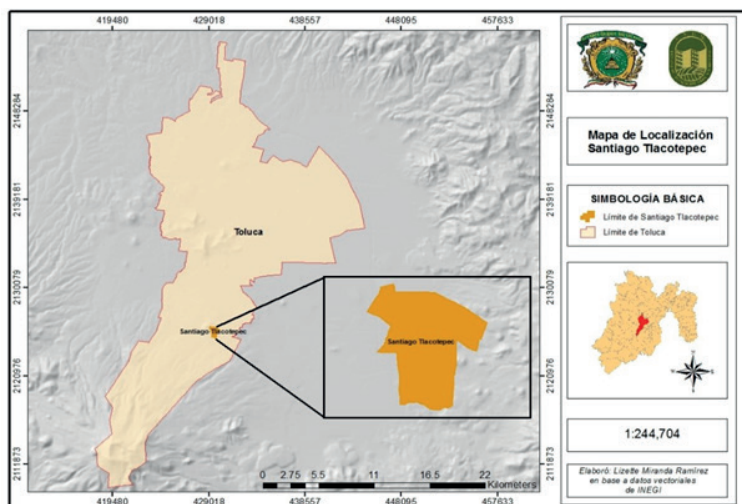 419480 429018 438557 448095 457633
2148284
2139181
2130079
2120976
2111873
Toluca
Santiago Tlacotepec
Santiago Tlacotepec
0 2.75 5.5 11 16.5 22
Kilometers
2148284
2139181
2130079
2120976
2111873
419480 429018 438557 448095 457633
Mapa de Localización
Santiago Tlacotepec
SIMBOLOGÍA BÁSICA
Límite de Santiago Tlacotepec
Límite de Toluca
1:244,704
Elaboró: Lizette Miranda Ramírez
en base a datos vectoriales
de INEGI